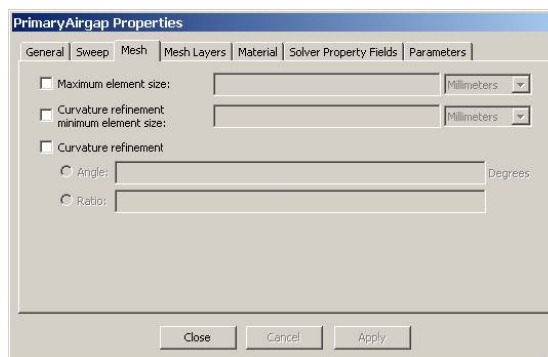 PrimaryAirgap Properties
General Sweep Mesh Mesh Layers Material Solver Property Fields Parameters
Maximum element size: Millimeters
Curvature refinement
minimum element size: Millimeters
Curvature refinement
Angle: Degrees
Ratio:
Close Cancel Apply